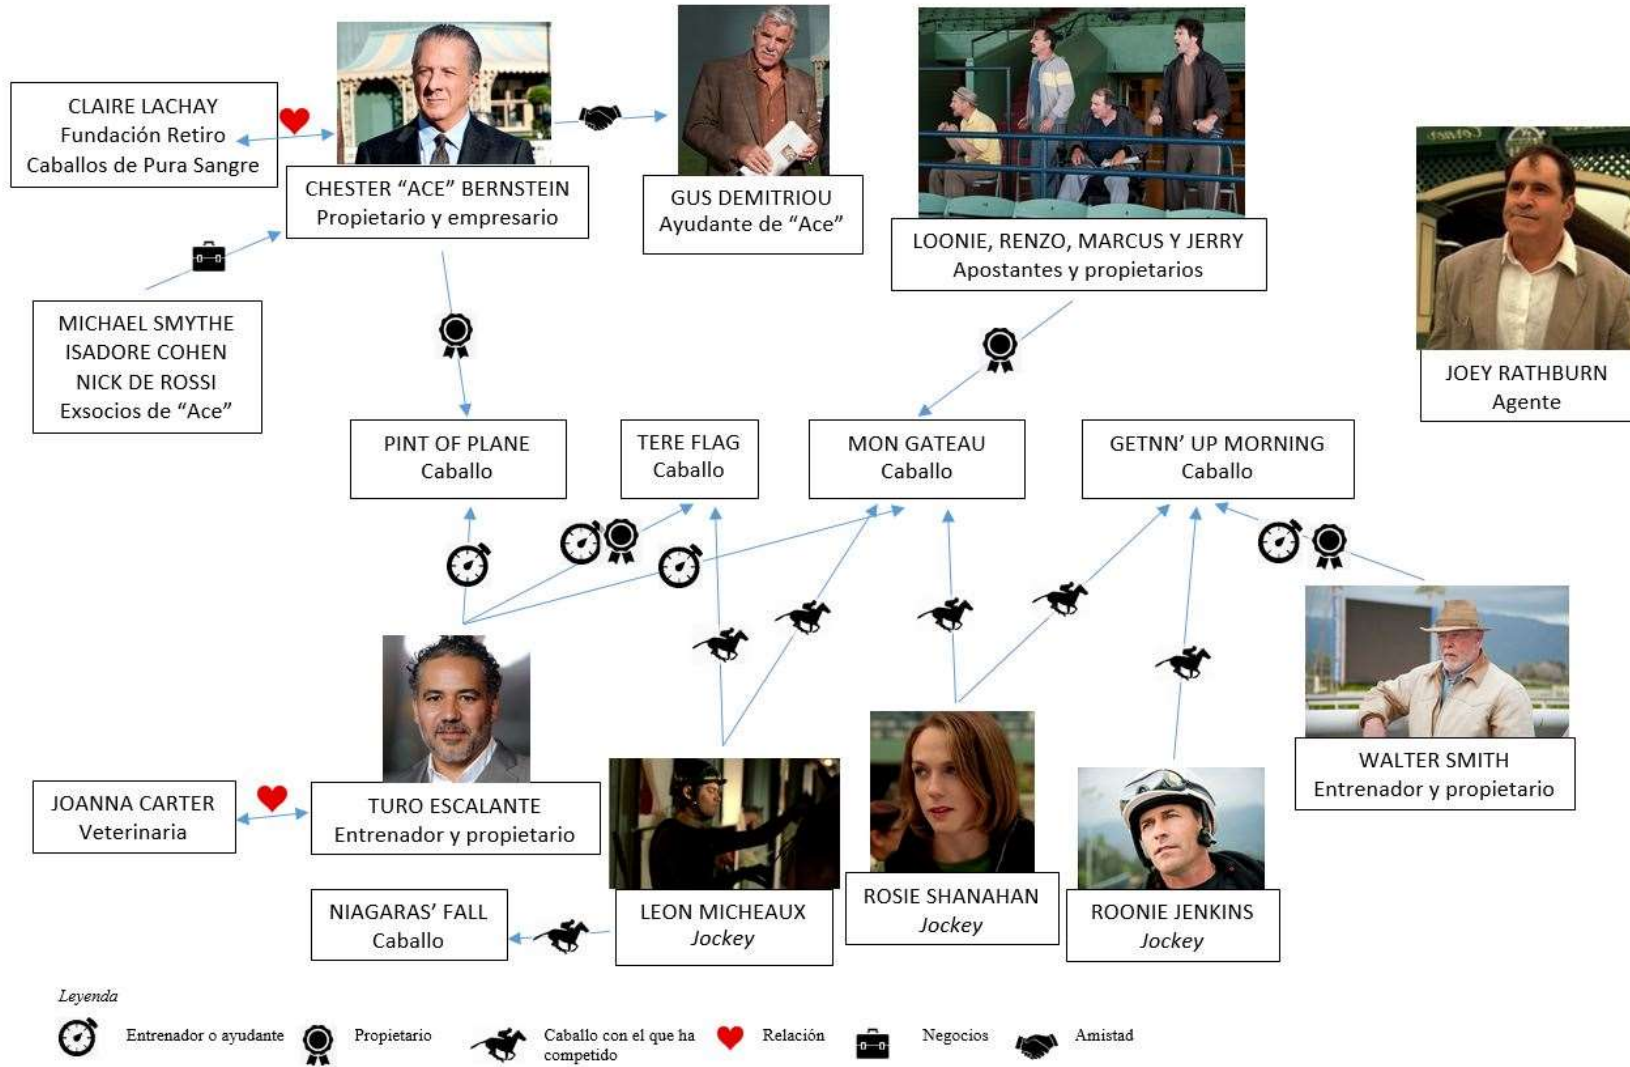 CLAIRE LACHAY
Fundación Retiro
Caballos de Pura Sangre
CHESTER “ACE” BERNSTEIN
Propietario y empresario
GUS DEMITRIOU
Ayudante de “Ace”
LOONIE, RENZO, MARCUS Y JERRY
Apostantes y propietarios
Corner.
JOEY RATHBURN
Agente
MICHAEL SMYTHE
ISADORE COHEN
NICK DE ROSSI
Exsocios de “Ace”
PINT OF PLANE
Caballo
TERE FLAG
Caballo
MON GATEAU
Caballo
GETNN’ UP MORNING
Caballo
JOANNA CARTER
Veterinaria
TURO ESCALANTE
Entrenador y propietario
WALTER SMITH
Entrenador y propietario
NIAGARAS’ FALL
Caballo
LEON MICHEAUX
Jockey
ROSIE SHANAHAN
Jockey
ROONIE JENKINS
Jockey
Leyenda
Entrenador o ayudante
Propietario
Caballo con el que ha
competido
Relación
Negocios
Amistad